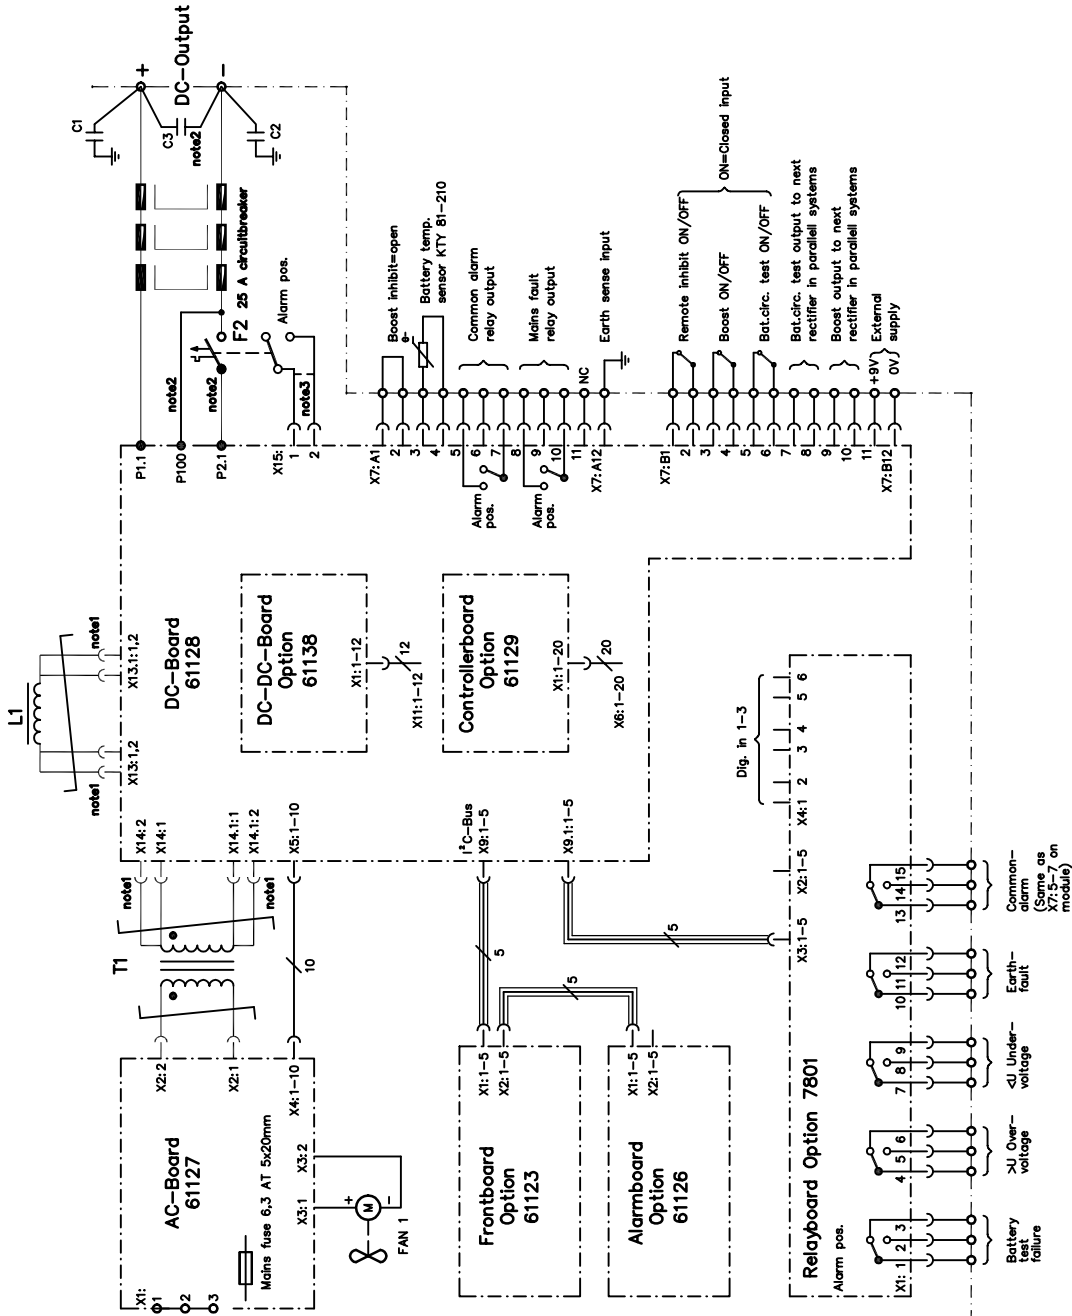 L1
note1
note1
X13:1,2
X13.1:1,2
DC-Board
61128
DC-DC-Board
Option
61138
X1:1-12
12
X11:1-12
Controllerboard
Option
61129
X1:1-20
20
X6:1-20
P1.1
P100
P2.1
X15:
1
2
note2
note2
note3
F2
25 A circuitbreaker
Alarm pos.
C1
C3
note2
C2
+
DC-Output
-
X7:A1
2
3
4
5
6
7
8
9
10
11
X7:A12
Alarm
pos.
Alarm
pos.
Boost inhibit=open
Battery temp.
sensor KTY 81-210
Common alarm
relay output
Mains fault
relay output
NC
Earth sense input
X7:B1
2
3
4
5
6
7
8
9
10
11
X7:B12
Remote inhibit ON/OFF
Boost ON/OFF
Bat.circ. test ON/OFF
ON=Closed input
Bat.circ. test output to next
rectifier in parallell systems
Boost output to next
rectifier in parallell systems
+9V
0V
External
supply
X14:2
X14:1
X14.1:1
X14.1:2
X5:1-10
note1
note1
T1
10
I²C-Bus
X9:1-5
X9.1:1-5
5
5
5
AC-Board
61127
X1:
1
2
3
Mains fuse 6,3 AT 5x20mm
X2:2
X2:1
X4:1-10
X3:2
X3:1
+
-
M
FAN 1
Frontboard
Option
61123
X1:1-5
X2:1-5
Alarmboard
Option
61126
X1:1-5
X2:1-5
Relayboard Option 7801
Alarm pos.
X3:1-5
X2:1-5
X4:1
2
3
4
5
6
Dig. in 1-3
X1:
1
2
3
4
5
6
7
8
9
10
11
12
13
14
15
Battery
test
failure
>U Over-
voltage
<U Under-
voltage
Earth-
fault
Common-
alarm
(Same as
X7:5-7 on
module)